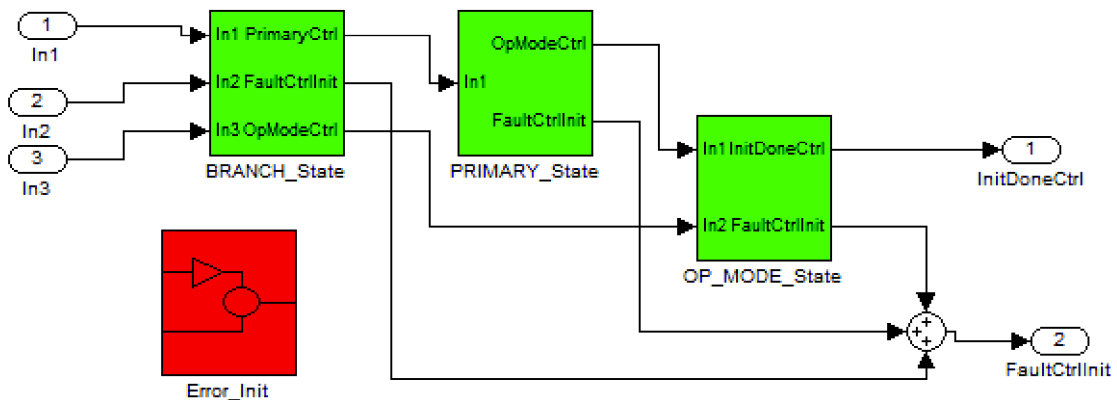 1
In1
2
In2
3
In3
In1 PrimaryCtrl
In2 FaultCtrlInit
In3 OpModeCtrl
BRANCH_State
OpModeCtrl
In1
FaultCtrlInit
PRIMARY_State
In1 InitDoneCtrl
In2 FaultCtrlInit
OP_MODE_State
1
InitDoneCtrl
+
+
+
2
FaultCtrlInit
Error_Init